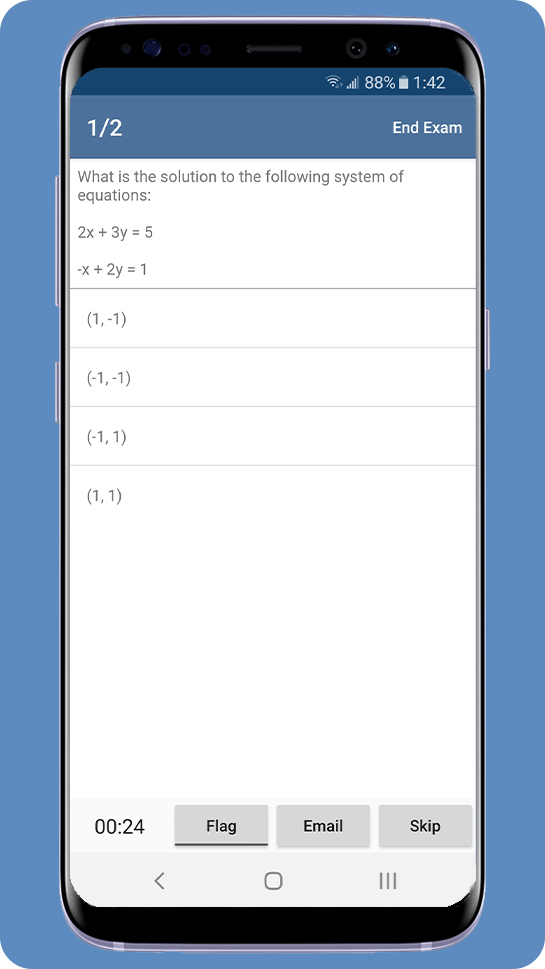 88% 1:42
1/2 End Exam
What is the solution to the following system of
equations:
2x + 3y = 5
-x + 2y = 1
(1, -1)
(-1, -1)
(-1, 1)
(1, 1)
00:24 Flag Email Skip